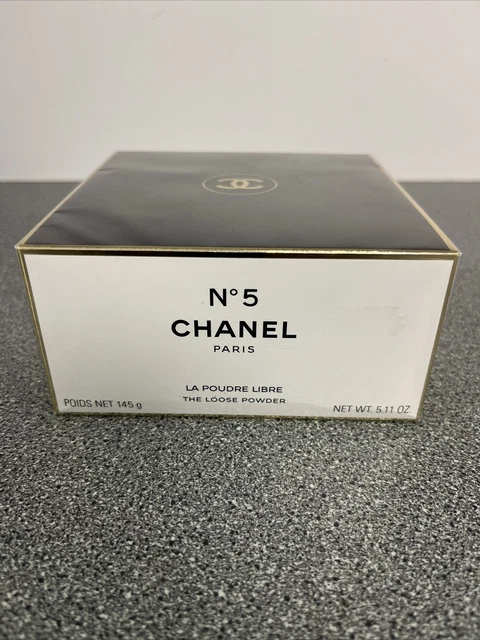 N°5
CHANEL
PARIS
LA POUDRE LIBRE
THE LOOSE POWDER
POIDS NET 145 g
NET WT. 5.11 OZ.